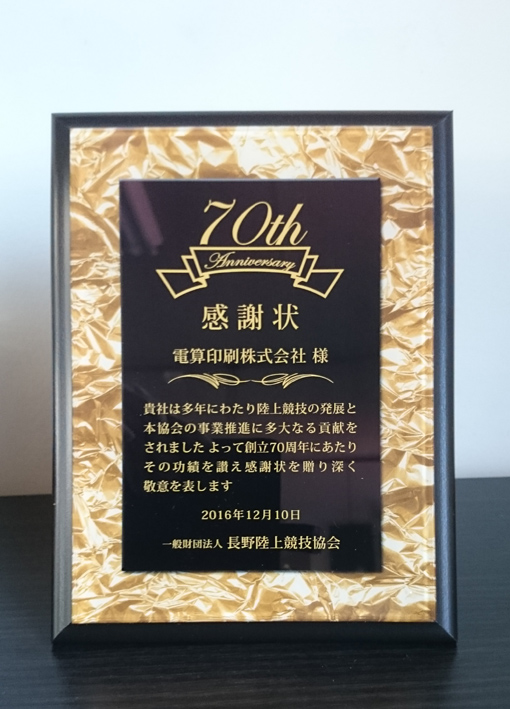 70th
Anniversary
感謝状
電算印刷株式会社 様
貴社は多年にわたり陸上競技の発展と
本協会の事業推進に多大なる貢献を
されました よって創立70周年にあたり
その功績を讃え感謝状を贈り深く
敬意を表します
2016年12月10日
一般財団法人 長野陸上競技協会